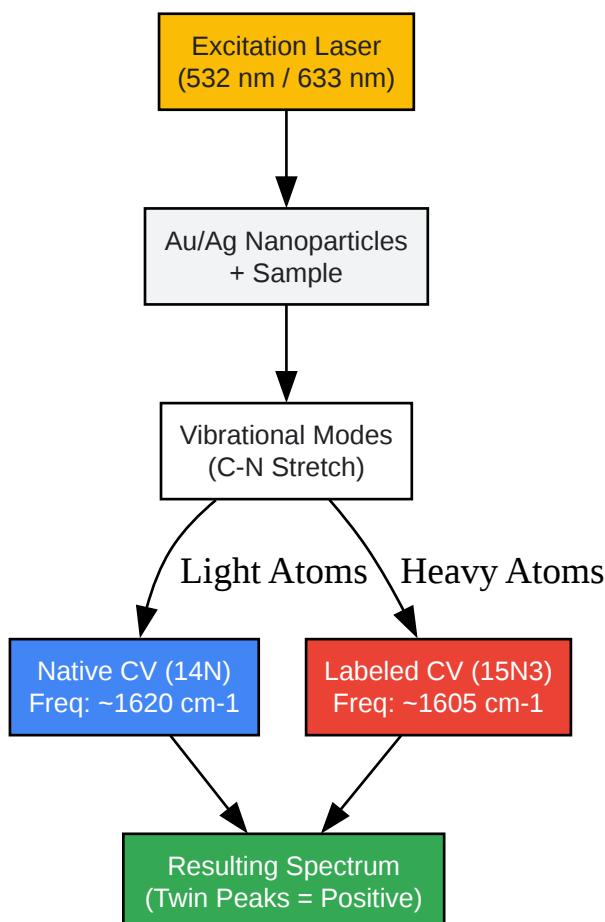 Excitation Laser
(532 nm / 633 nm)
Au/Ag Nanoparticles
+ Sample
Vibrational Modes
(C-N Stretch)
Light Atoms
Heavy Atoms
Native CV (14N)
Freq: ~1620 cm-1
Labeled CV (15N3)
Freq: ~1605 cm-1
Resulting Spectrum
(Twin Peaks = Positive)